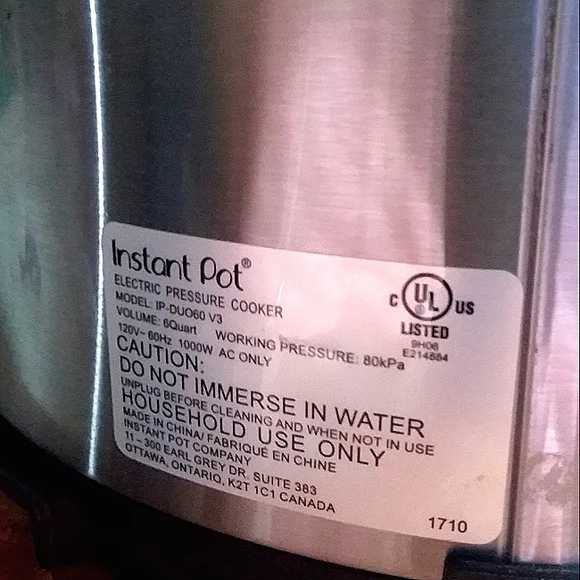 Instant Pot®
ELECTRIC PRESSURE COOKER
MODEL: IP-DUO60 V3
VOLUME: 6Quart WORKING PRESSURE: 80kPa
120V~ 60Hz 1000W AC ONLY
CAUTION:
DO NOT IMMERSE IN WATER
UNPLUG BEFORE CLEANING AND WHEN NOT IN USE
HOUSEHOLD USE ONLY
MADE IN CHINA/ FABRIQUÉ EN CHINE
INSTANT POT COMPANY
11 – 300 EARL GREY DR. SUITE 383
OTTAWA, ONTARIO, K2T 1C1 CANADA
C UL® US
LISTED
9H06
E214884
1710